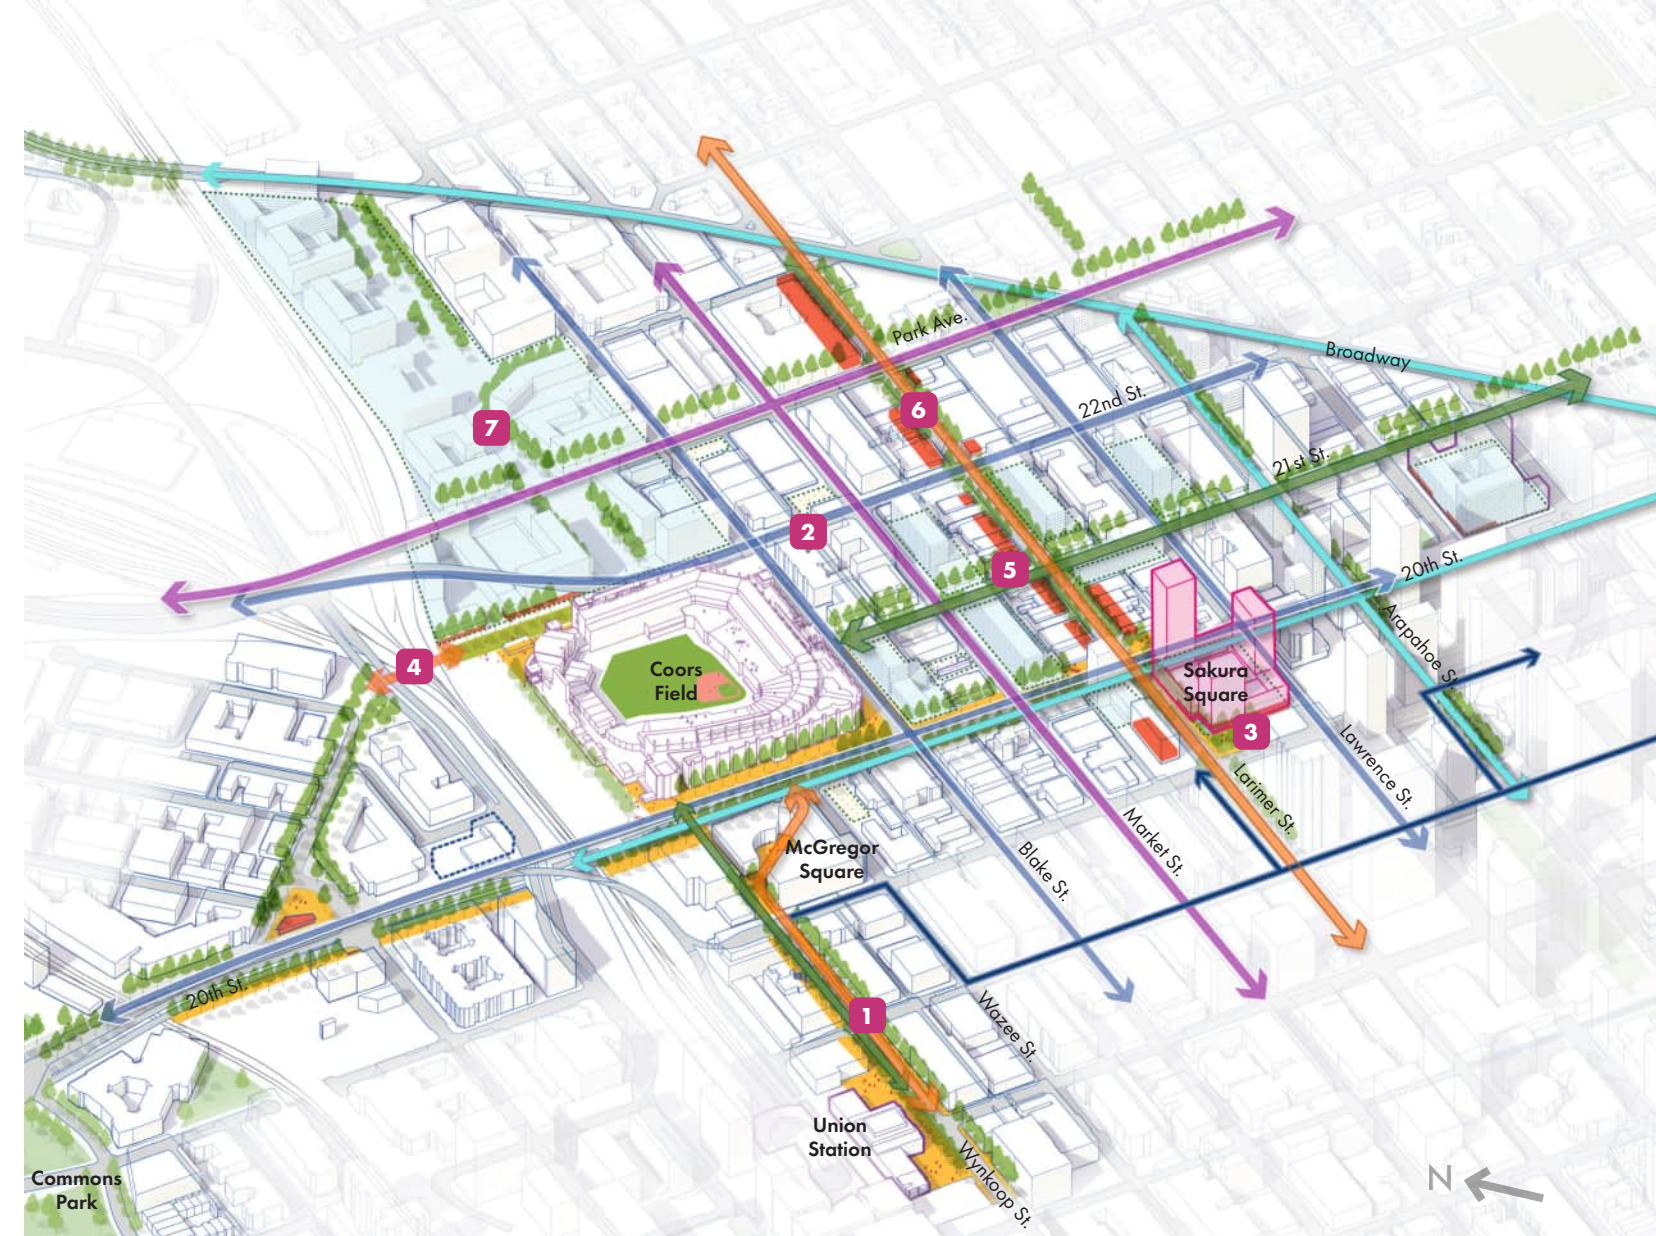 Park Ave.
Broadway
6
22nd St.
7
21st St.
2
5
20th St.
4
Coors
Field
Sakura
Square
Arapahoe St.
3
Lawrence St.
Larimer St.
Market St.
McGregor
Square
Blake St.
20th St.
1
Wazee St.
Union
Station
Wynkoop St.
Commons
Park
N